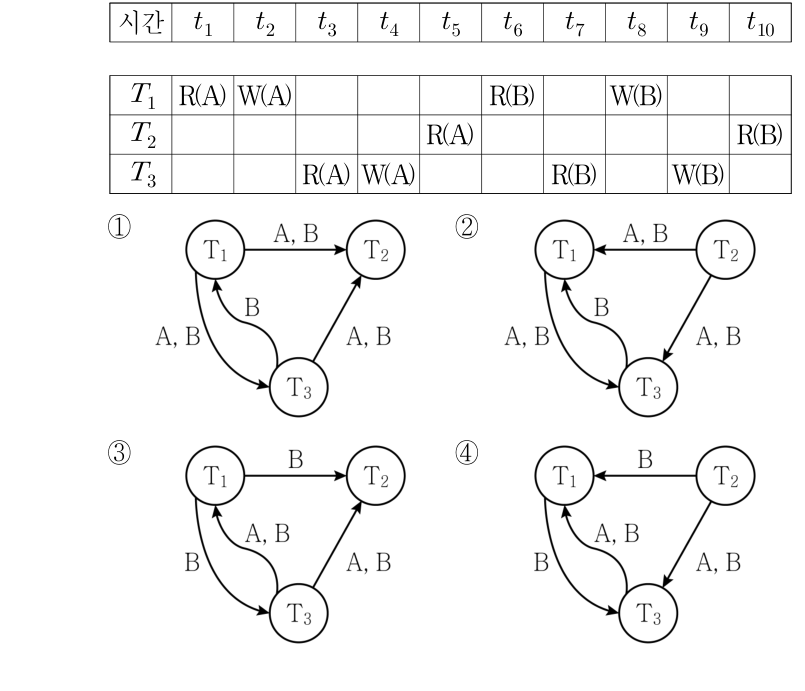 시간 t1 t2 t3 t4 t5 t6 t7 t8 t9 t10
T1 R(A) W(A) R(B) W(B)
T2 R(A) R(B)
T3 R(A) W(A) R(B) W(B)
① ②
T1 A, B T2 T1 A, B T2
B B
A, B A, B A, B A, B
T3 T3
③ ④
T1 B T2 T1 B T2
A, B A, B
B A, B B A, B
T3 T3